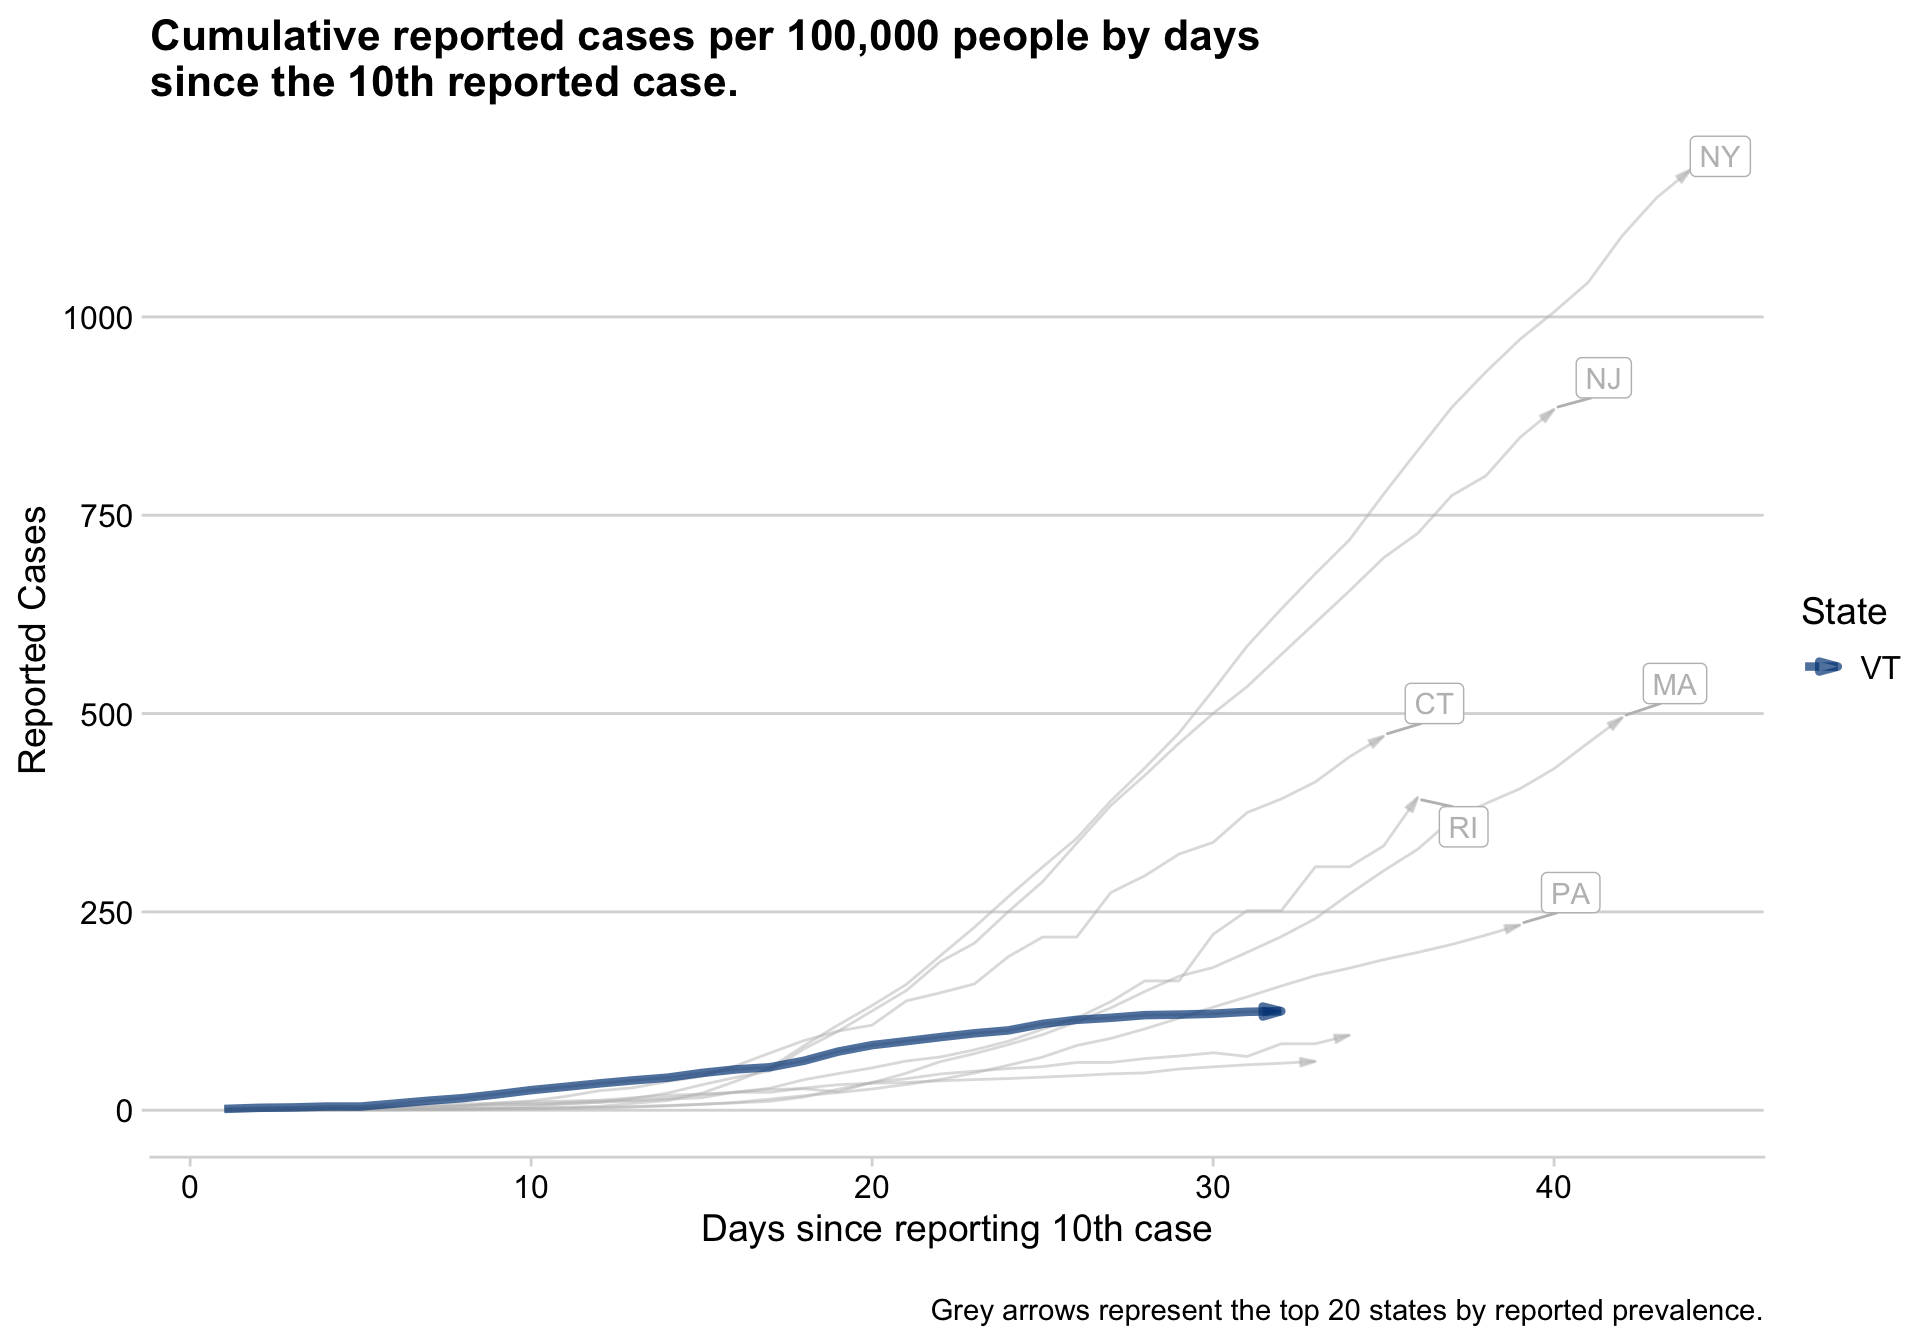 Cumulative reported cases per 100,000 people by days
since the 10th reported case.
NY
1000
NJ
750
Reported Cases
State
VT
MA
CT
500
RI
PA
250
0
0 10 20 30 40
Days since reporting 10th case
Grey arrows represent the top 20 states by reported prevalence.